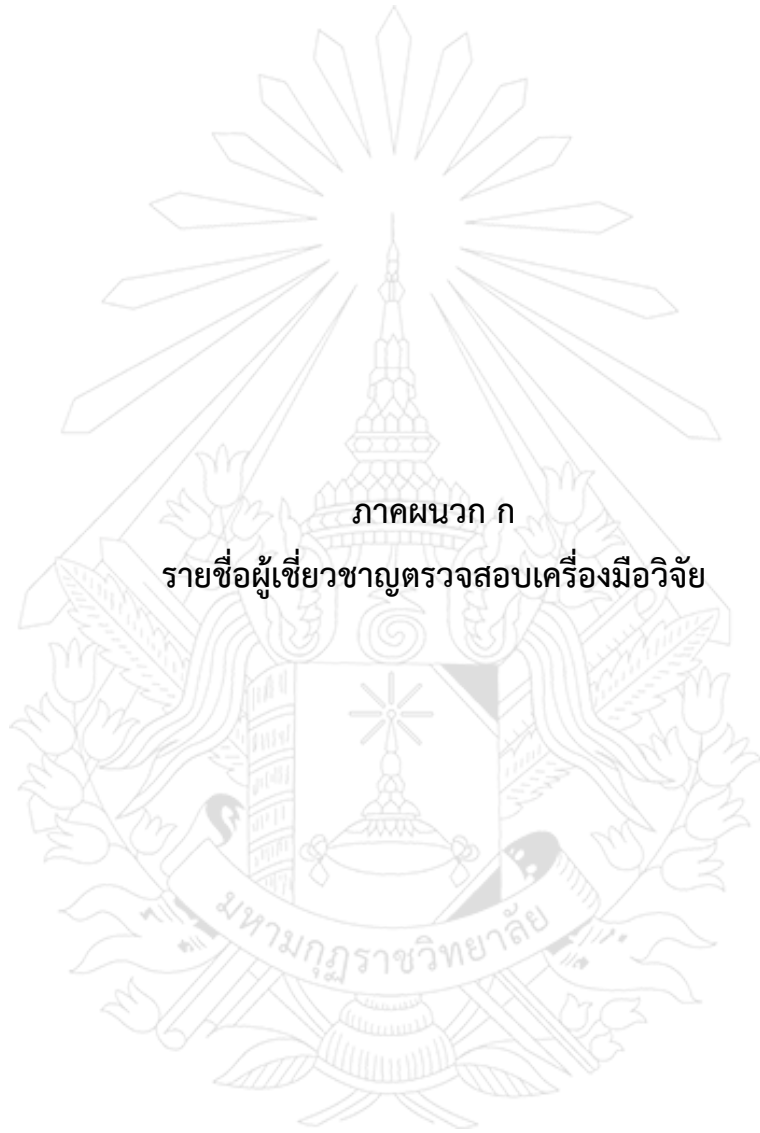 ภาคผนวก ก
รายชื่อผู้เชี่ยวชาญตรวจสอบเครื่องมือวิจัย
มหามกุฏราชวิทยาลัย